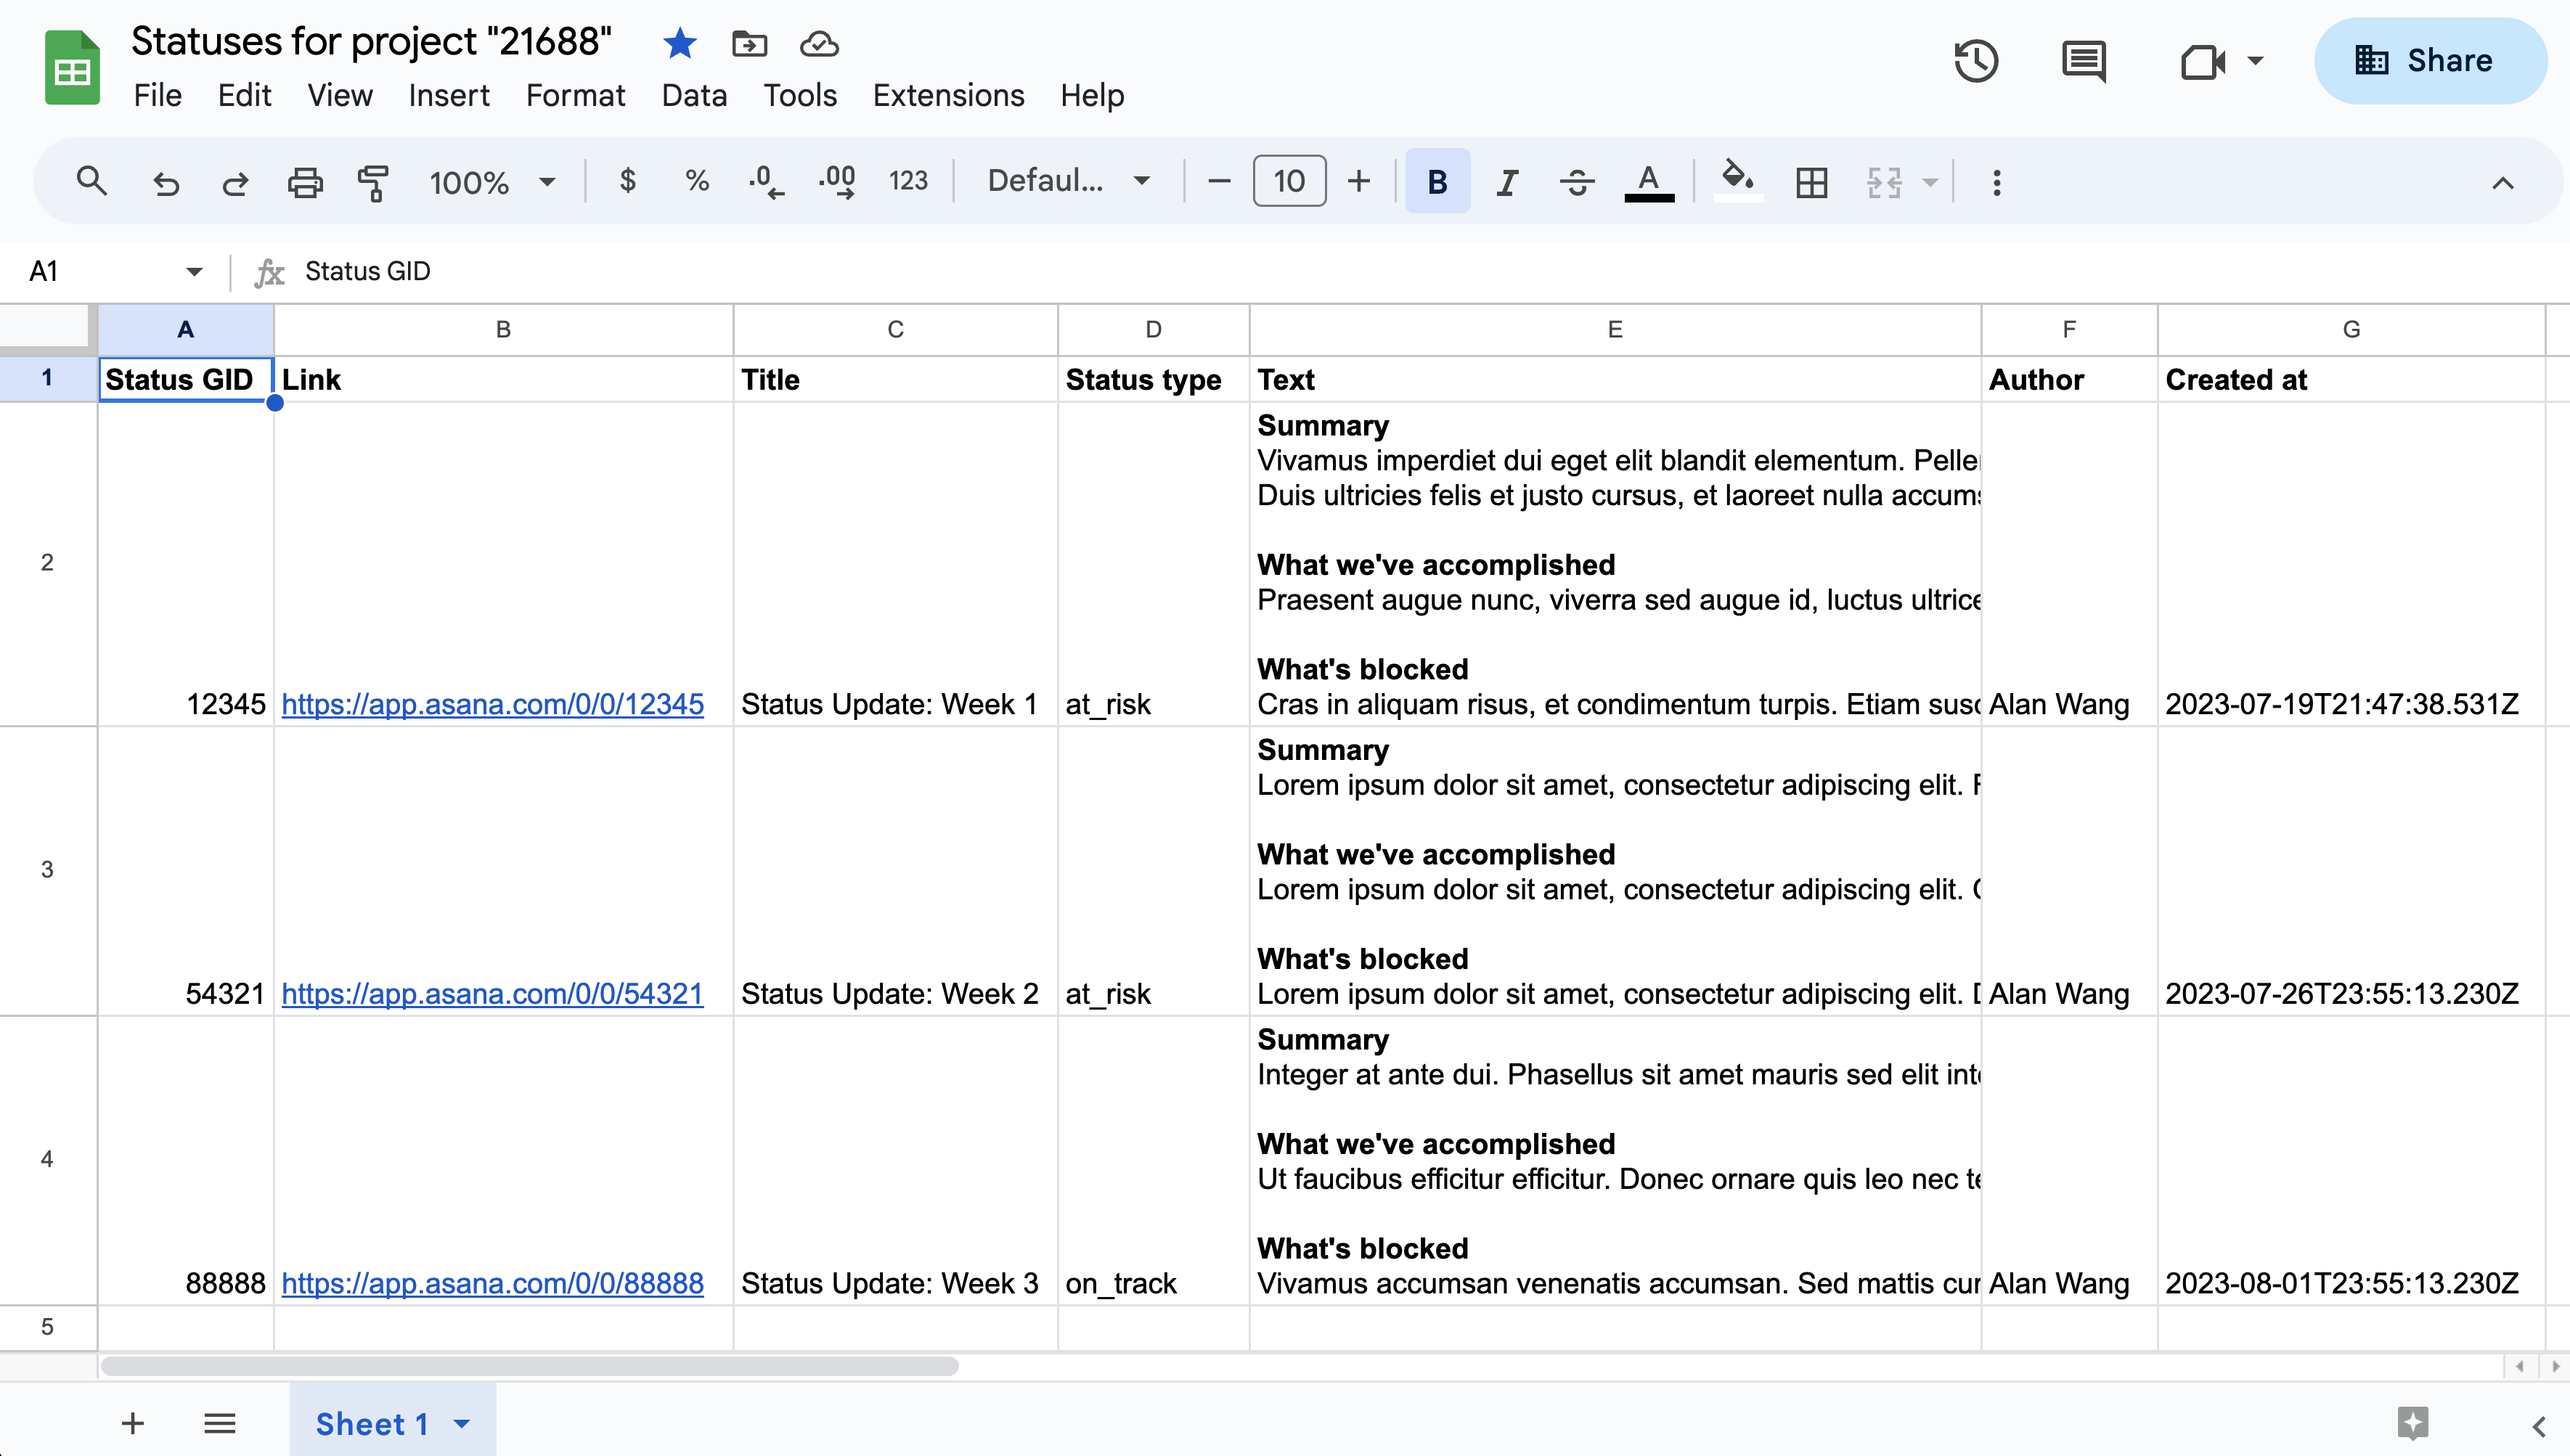 Statuses for project "21688"
File Edit View Insert Format Data Tools Extensions Help
Share
100% $ % .0 .00 123 Defaul... 10 B I S A
A1 fx Status GID
A B C D E F G
1 Status GID Link Title Status type Text Author Created at
Summary
Vivamus imperdiet dui eget elit blandit elementum.
Duis ultricies felis et justo cursus, et laoreet nulla
What we've accomplished
Praesent augue nunc, viverra sed augue id, luctus
What's blocked
2 12345 https://app.asana.com/0/0/12345 Status Update: Week 1 at_risk Cras in aliquam risus, et condimentum turpis. Etiam Alan Wang 2023-07-19T21:47:38.531Z
Summary
Lorem ipsum dolor sit amet, consectetur adipiscing elit.
What we've accomplished
Lorem ipsum dolor sit amet, consectetur adipiscing elit.
What's blocked
3 54321 https://app.asana.com/0/0/54321 Status Update: Week 2 at_risk Lorem ipsum dolor sit amet, consectetur adipiscing elit. Alan Wang 2023-07-26T23:55:13.230Z
Summary
Integer at ante dui. Phasellus sit amet mauris sed elit
What we've accomplished
Ut faucibus efficitur efficitur. Donec ornare quis leo nec
What's blocked
4 88888 https://app.asana.com/0/0/88888 Status Update: Week 3 on_track Vivamus accumsan venenatis accumsan. Sed mattis Alan Wang 2023-08-01T23:55:13.230Z
5
Sheet 1